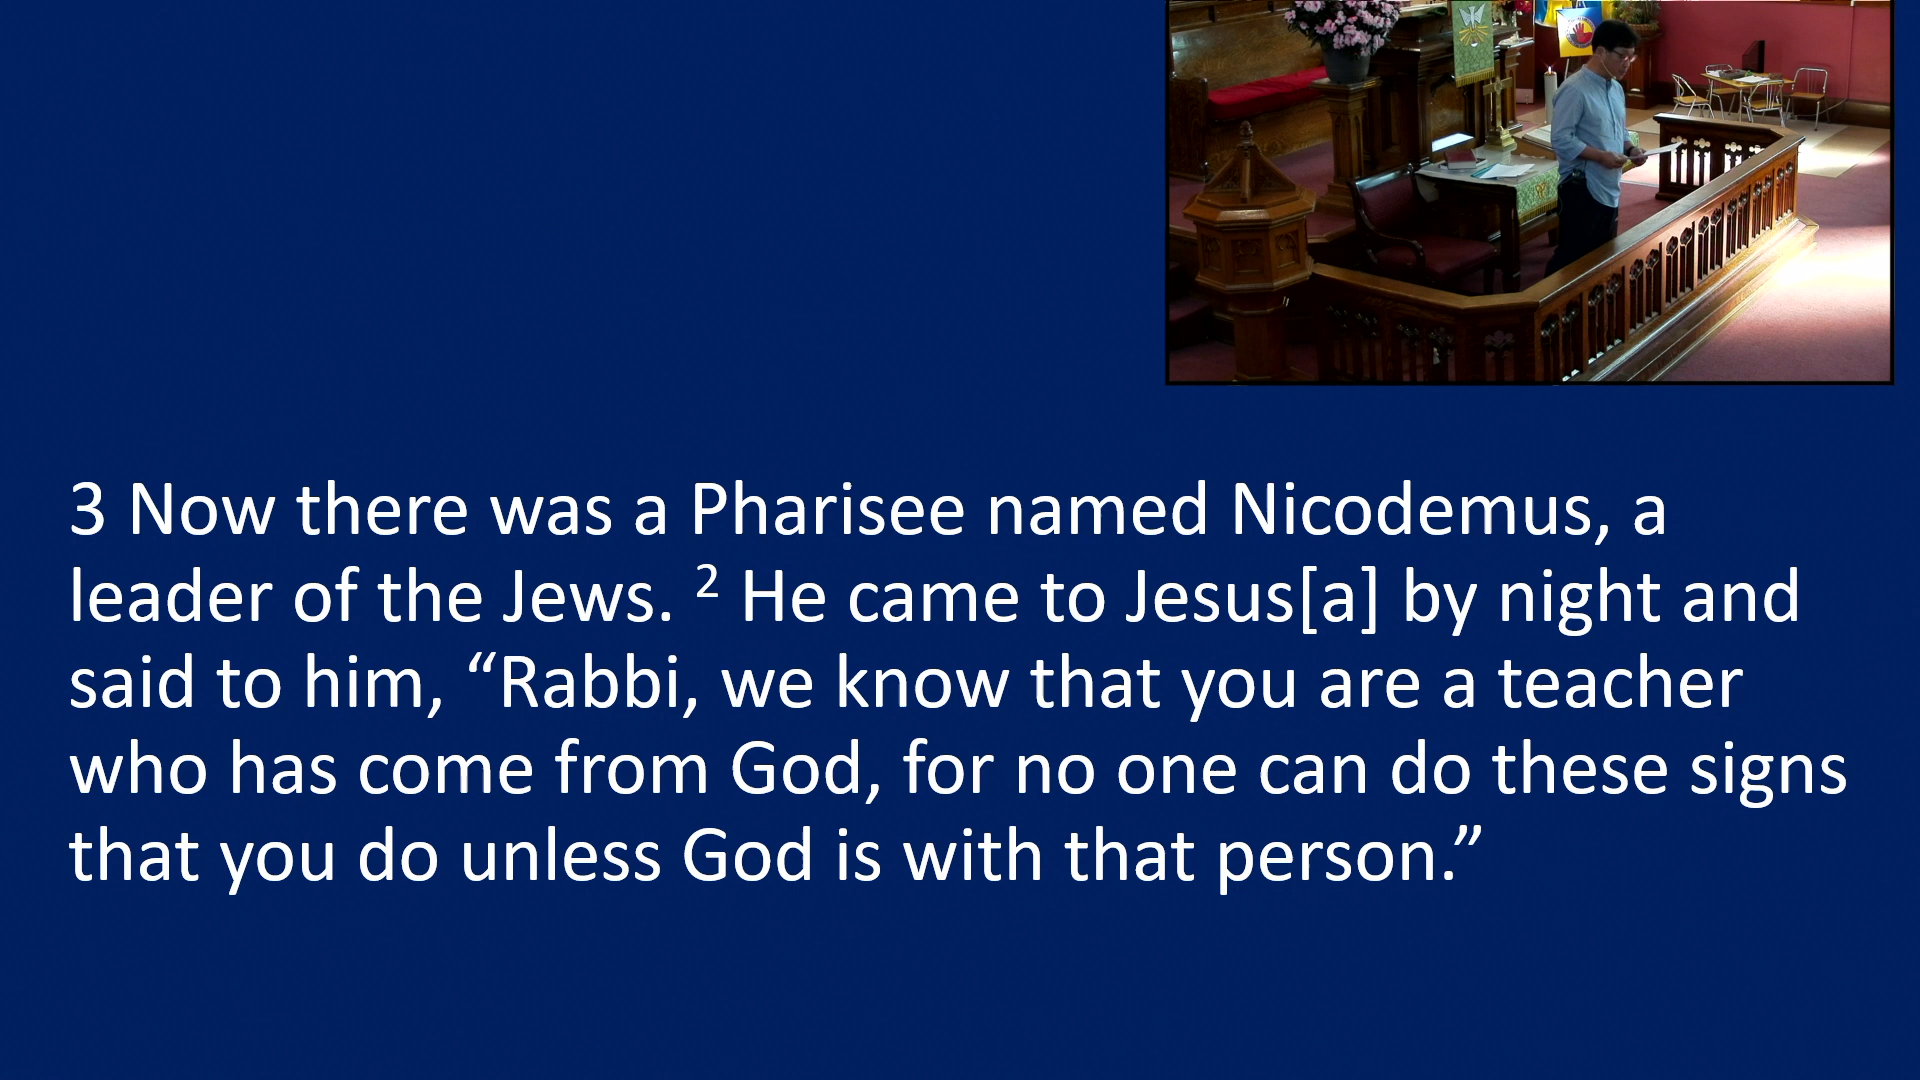 3 Now there was a Pharisee named Nicodemus, a
leader of the Jews. ² He came to Jesus[a] by night and
said to him, “Rabbi, we know that you are a teacher
who has come from God, for no one can do these signs
that you do unless God is with that person.”